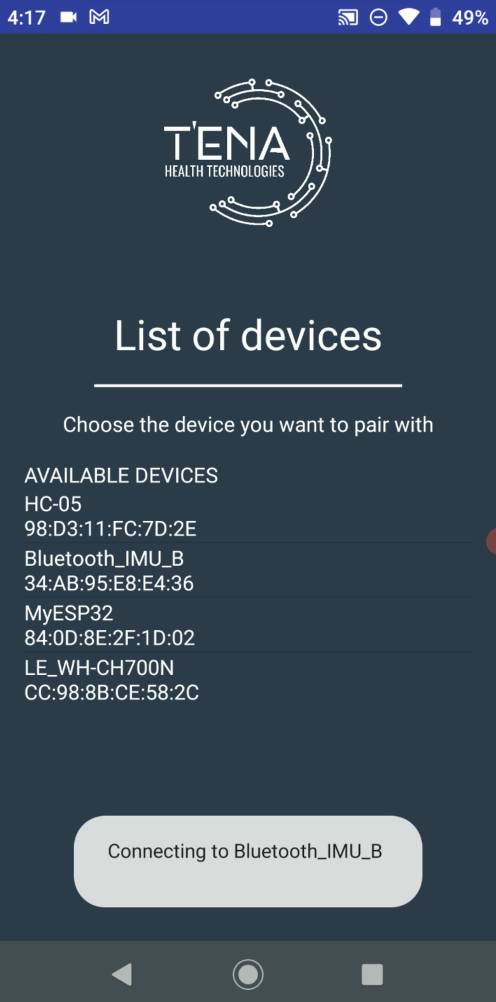 4:17
49%
T'ENA
HEALTH TECHNOLOGIES
List of devices
Choose the device you want to pair with
AVAILABLE DEVICES
HC-05
98:D3:11:FC:7D:2E
Bluetooth_IMU_B
34:AB:95:E8:E4:36
MyESP32
84:0D:8E:2F:1D:02
LE_WH-CH700N
CC:98:8B:CE:58:2C
Connecting to Bluetooth_IMU_B